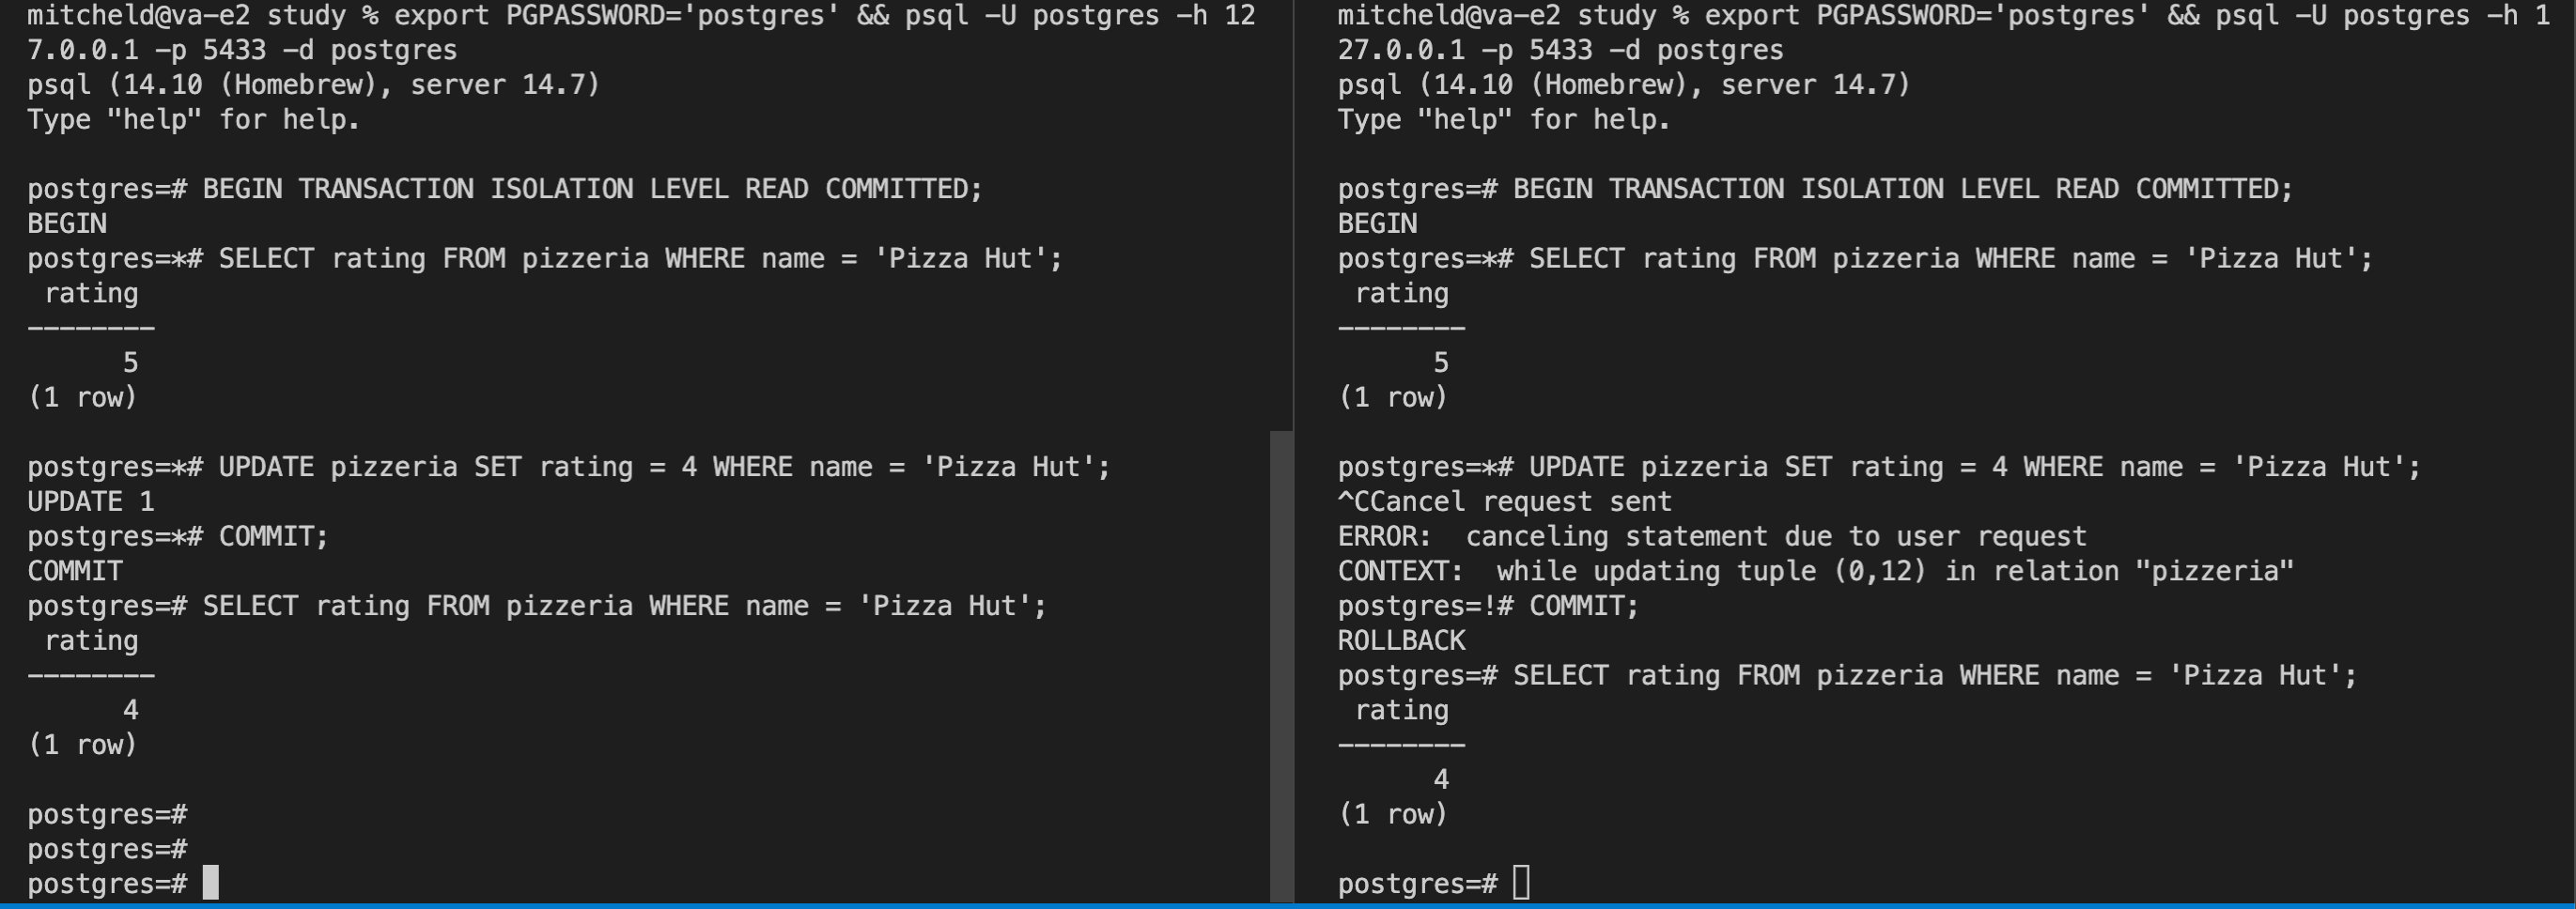 mitcheld@va-e2 study % export PGPASSWORD='postgres' && psql -U postgres -h 12
7.0.0.1 -p 5433 -d postgres
psql (14.10 (Homebrew), server 14.7)
Type "help" for help.
postgres=# BEGIN TRANSACTION ISOLATION LEVEL READ COMMITTED;
BEGIN
postgres=*# SELECT rating FROM pizzeria WHERE name = 'Pizza Hut';
rating
--------
5
(1 row)
postgres=*# UPDATE pizzeria SET rating = 4 WHERE name = 'Pizza Hut';
UPDATE 1
postgres=*# COMMIT;
COMMIT
postgres=# SELECT rating FROM pizzeria WHERE name = 'Pizza Hut';
rating
--------
4
(1 row)
postgres=#
postgres=#
postgres=#
mitcheld@va-e2 study % export PGPASSWORD='postgres' && psql -U postgres -h 1
27.0.0.1 -p 5433 -d postgres
psql (14.10 (Homebrew), server 14.7)
Type "help" for help.
postgres=# BEGIN TRANSACTION ISOLATION LEVEL READ COMMITTED;
BEGIN
postgres=*# SELECT rating FROM pizzeria WHERE name = 'Pizza Hut';
rating
--------
5
(1 row)
postgres=*# UPDATE pizzeria SET rating = 4 WHERE name = 'Pizza Hut';
^CCancel request sent
ERROR:  canceling statement due to user request
CONTEXT:  while updating tuple (0,12) in relation "pizzeria"
postgres=!# COMMIT;
ROLLBACK
postgres=# SELECT rating FROM pizzeria WHERE name = 'Pizza Hut';
rating
--------
4
(1 row)
postgres=#